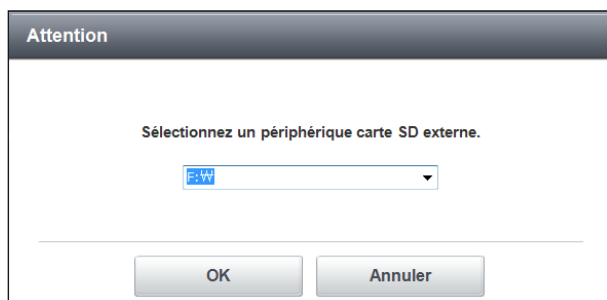 Attention
Sélectionnez un périphérique carte SD externe.
F:₩
OK
Annuler